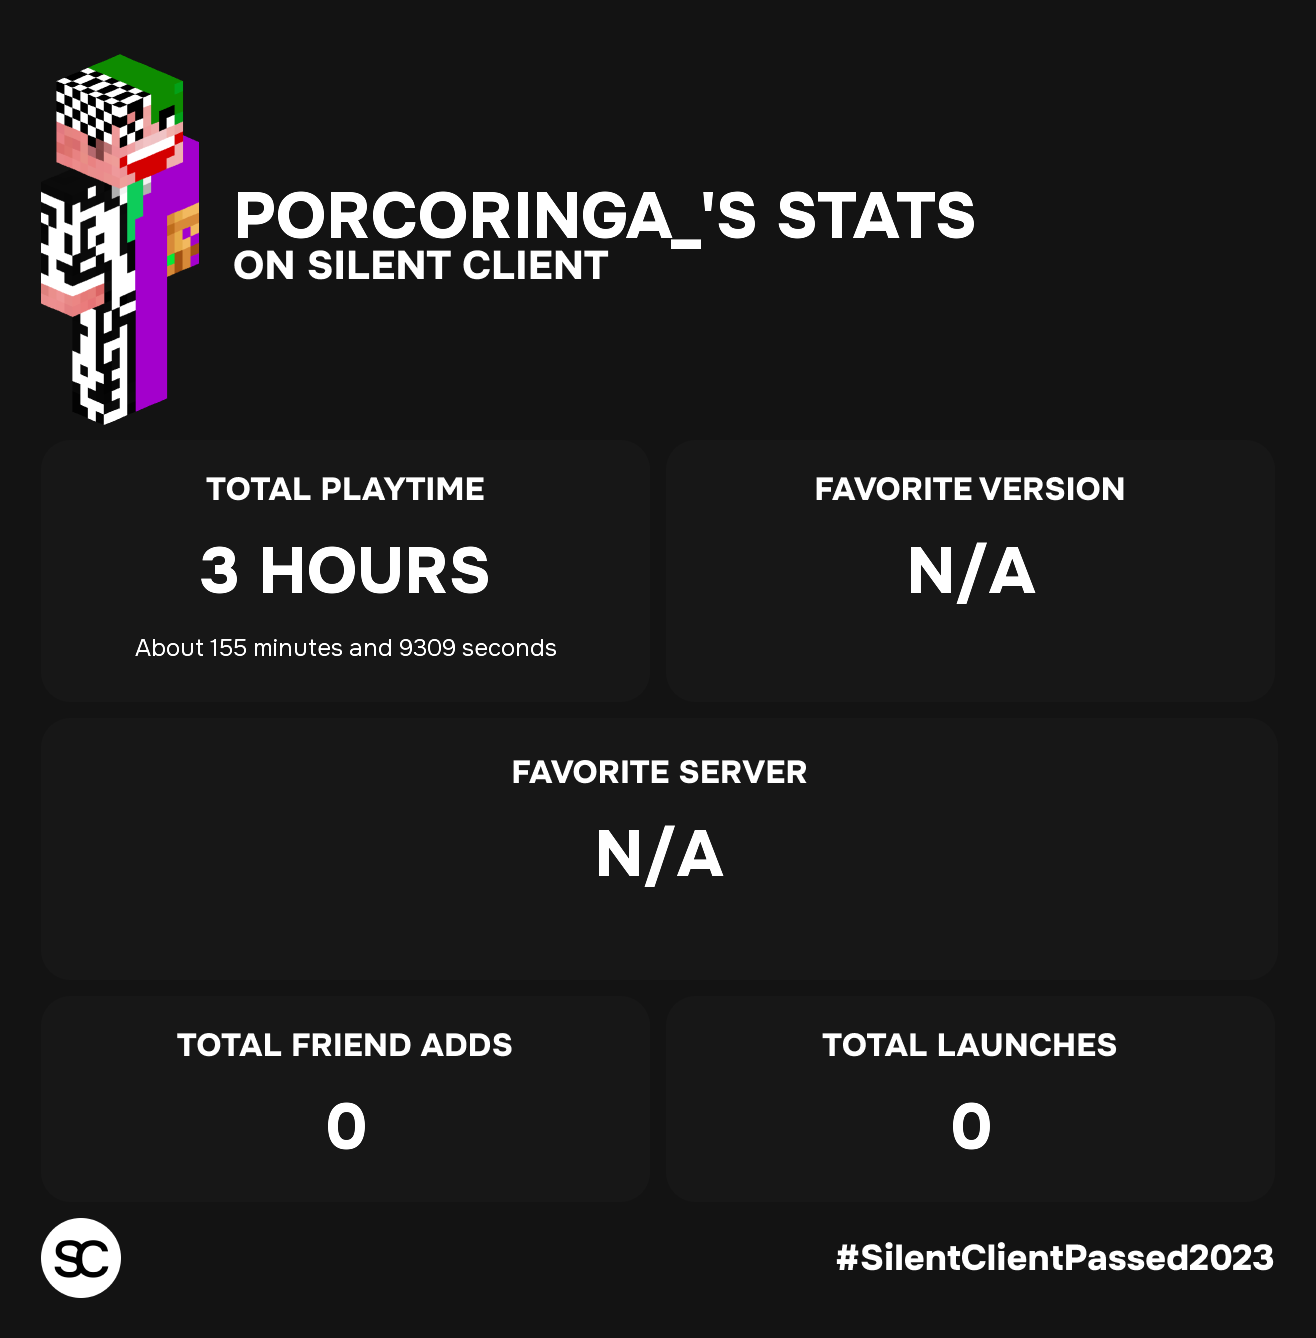 PORCORINGA_'S STATS
ON SILENT CLIENT
TOTAL PLAYTIME
3 HOURS
About 155 minutes and 9309 seconds
FAVORITE VERSION
N/A
FAVORITE SERVER
N/A
TOTAL FRIEND ADDS
0
TOTAL LAUNCHES
0
SC
#SilentClientPassed2023